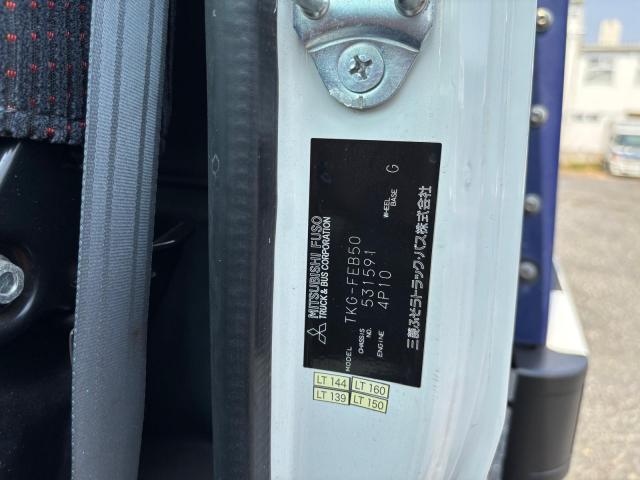 MITSUBISHI FUSO
TRUCK & BUS CORPORATION
MODEL TKG-FEB50
CHASSIS NO. 531591
ENGINE 4P10
WHEEL BASE G
三菱ふそうトラック・バス株式会社
LT 144 LT 160
LT 139 LT 150